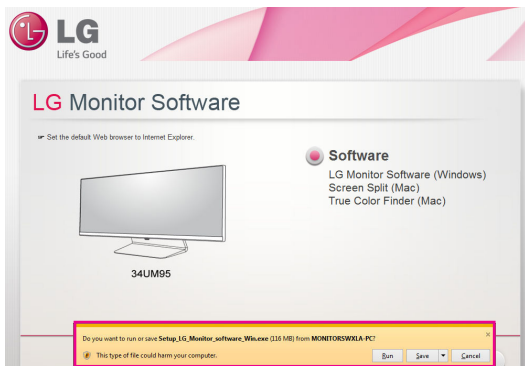 LG
Life's Good
LG Monitor Software
☞ Set the default Web browser to Internet Explorer.
Software
LG Monitor Software (Windows)
Screen Split (Mac)
True Color Finder (Mac)
34UM95
Do you want to run or save Setup_LG_Monitor_software_Win.exe (116 MB) from MONITORSWXLA-PC?
×
This type of file could harm your computer.
Run Save ▼ Cancel